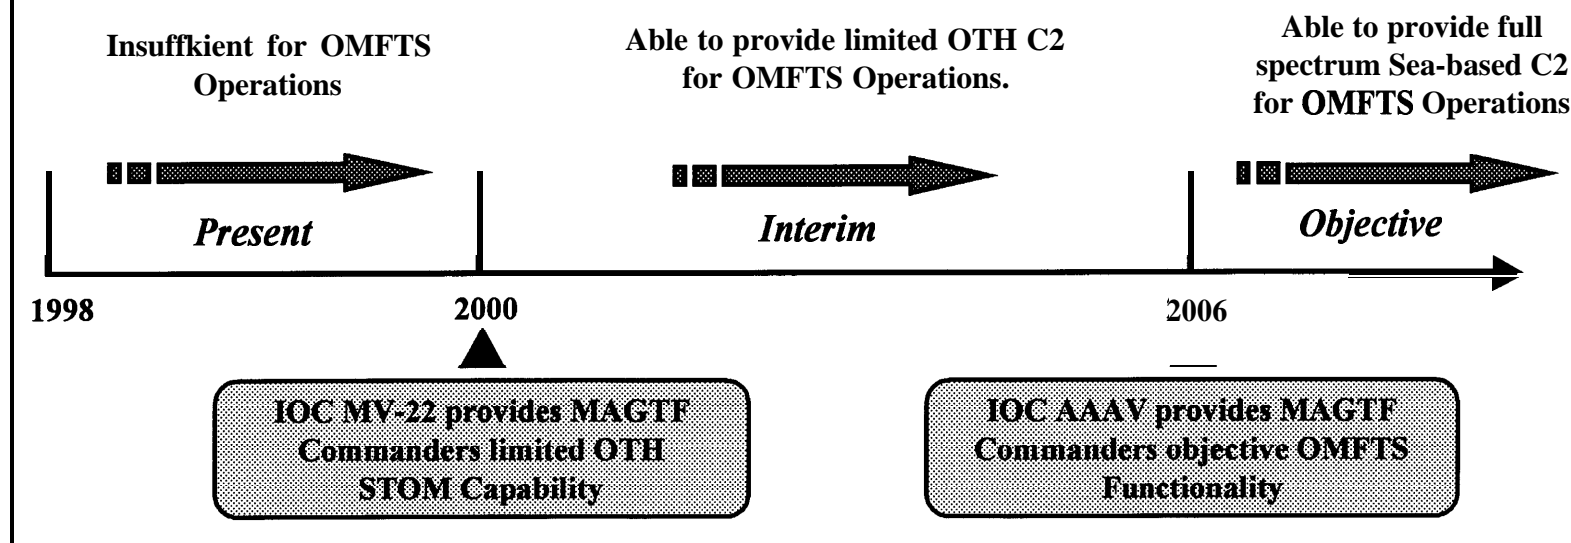 Insuffkient for OMFTS
Operations
Able to provide limited OTH C2
for OMFTS Operations.
Able to provide full
spectrum Sea-based C2
for OMFTS Operations
Present
Interim
Objective
1998
2000
2006
IOC MV-22 provides MAGTF
Commanders limited OTH
STOM Capability
IOC AAAV provides MAGTF
Commanders objective OMFTS
Functionality